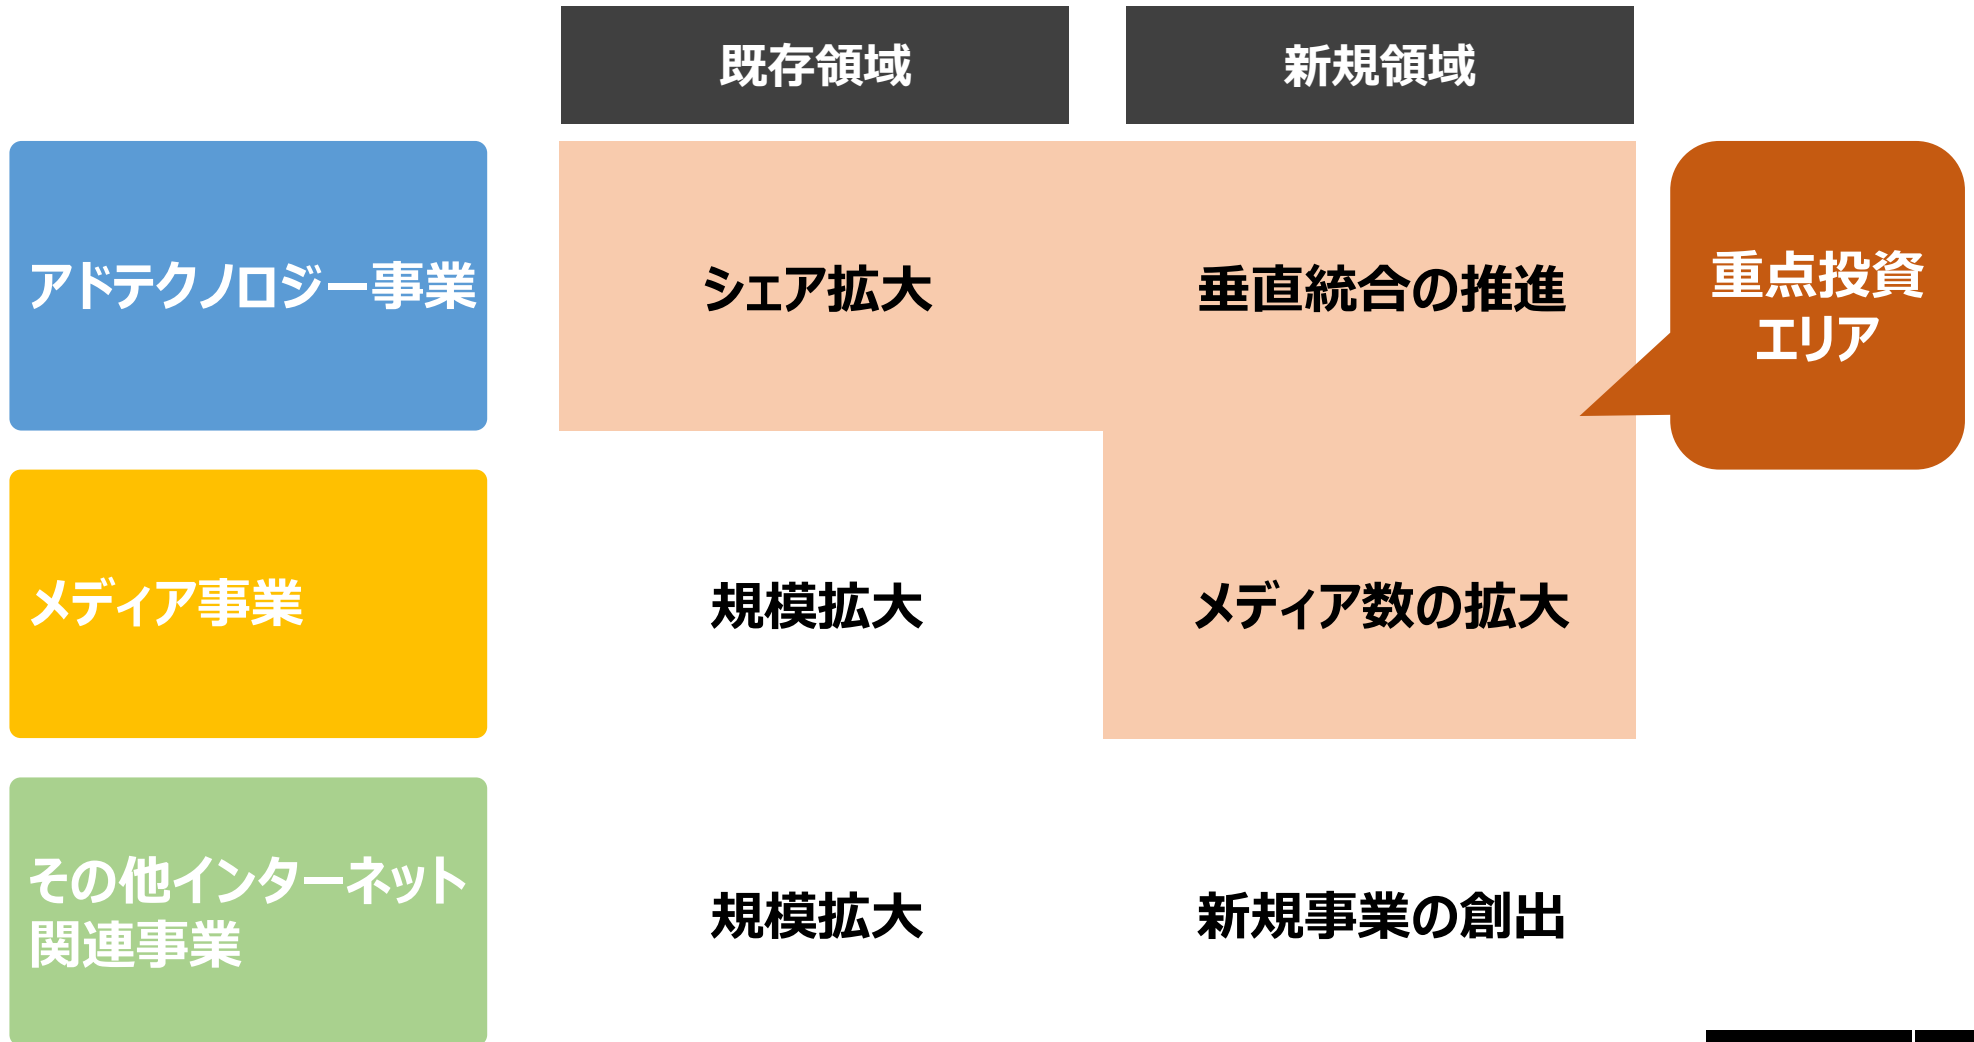 既存領域
新規領域
アドテクノロジー事業
シェア拡大
垂直統合の推進
重点投資
エリア
メディア事業
規模拡大
メディア数の拡大
その他インターネット
関連事業
規模拡大
新規事業の創出